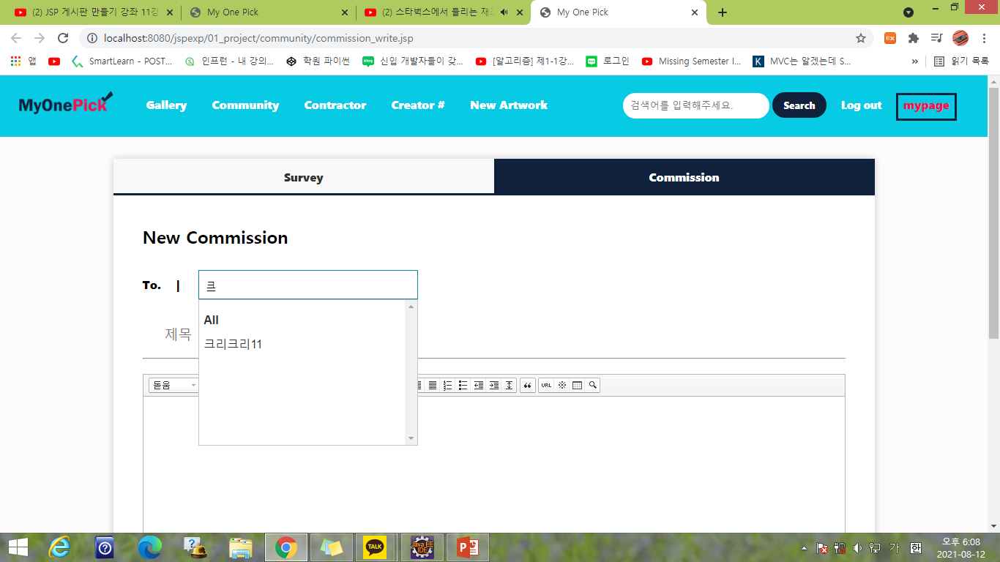 (2) JSP 게시판 만들기 강좌 11강
My One Pick
(2) 스타벅스에서 들리는 재즈
My One Pick
localhost:8080/jspexp/01_project/community/commission_write.jsp
앱
SmartLearn - POST...
인프런 - 내 강의...
학원 파이썬
blog
신입 개발자들이 갖...
[알고리즘] 제1-1강...
로그인
Missing Semester I...
K
MVC는 알겠는데 S...
»
읽기 목록
MyOnePick
Gallery
Community
Contractor
Creator #
New Artwork
검색어를 입력해주세요.
Search
Log out
mypage
Survey
Commission
New Commission
To. |
크
All
크리크리11
제목
돋움
URL
TALK
Java EE
IDE
가
한
오후 6:08
2021-08-12